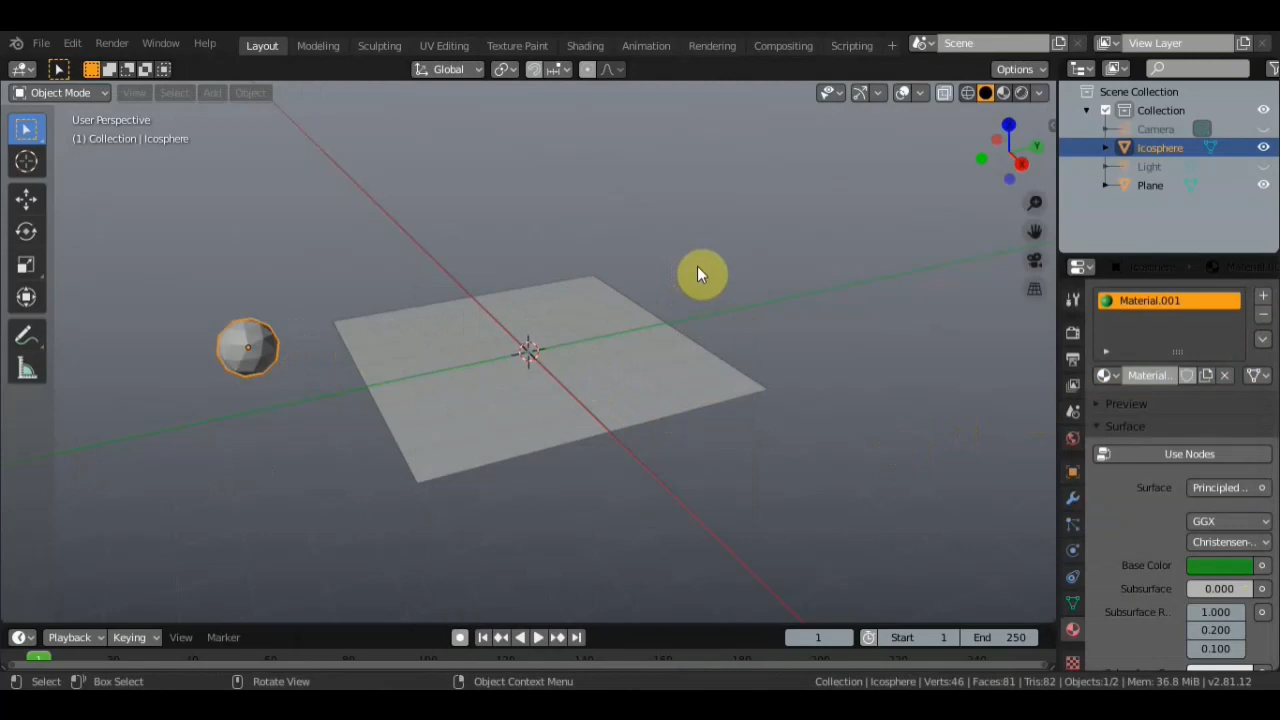 File Edit Render Window Help Layout Modeling Sculpting UV Editing Texture Paint Shading Animation Rendering Compositing Scripting + Scene View Layer
Global Options
Object Mode View Select Add Object
User Perspective
(1) Collection | Icosphere
Z
Y
X
Scene Collection
Collection
Camera
Icosphere
Light
Plane
Material.001
Material..
Preview
Surface
Use Nodes
Surface Principled ..
GGX
Christensen-..
Base Color
Subsurface 0.000
Subsurface R.. 1.000
0.200
0.100
Playback Keying View Marker 1 Start 1 End 250
1
Select Box Select Rotate View Object Context Menu Collection | Icosphere | Verts:46 | Faces:81 | Tris:82 | Objects:1/2 | Mem: 36.8 MiB | v2.81.12